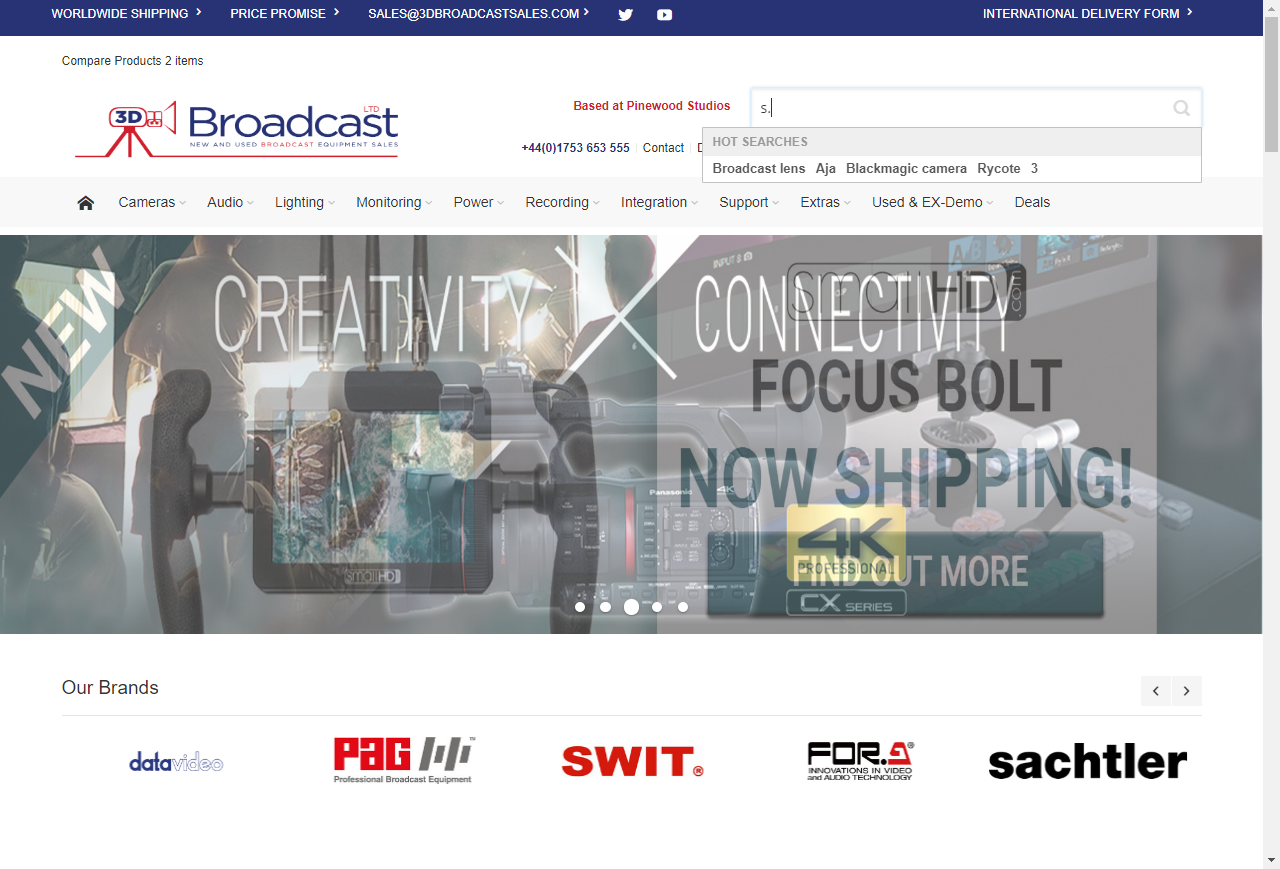 WORLDWIDE SHIPPING PRICE PROMISE SALES@3DBROADCASTSALES.COM INTERNATIONAL DELIVERY FORM
Compare Products 2 items
3D Broadcast LTD
NEW AND USED BROADCAST EQUIPMENT SALES
Based at Pinewood Studios
s.
+44(0)1753 653 555 Contact
HOT SEARCHES
Broadcast lens Aja Blackmagic camera Rycote 3
Cameras Audio Lighting Monitoring Power Recording Integration Support Extras Used & EX-Demo Deals
NEW
CREATIVITY X CONNECTIVITY
INPUT 8
smallHD.com
FOCUS BOLT
NOW SHIPPING!
Panasonic 4K
4K
PROFESSIONAL
FIND OUT MORE
smallHD
CX SERIES
Our Brands
datavideo
PAG
Professional Broadcast Equipment
SWIT®
FOR.A®
INNOVATIONS IN VIDEO
and AUDIO TECHNOLOGY
sachtler